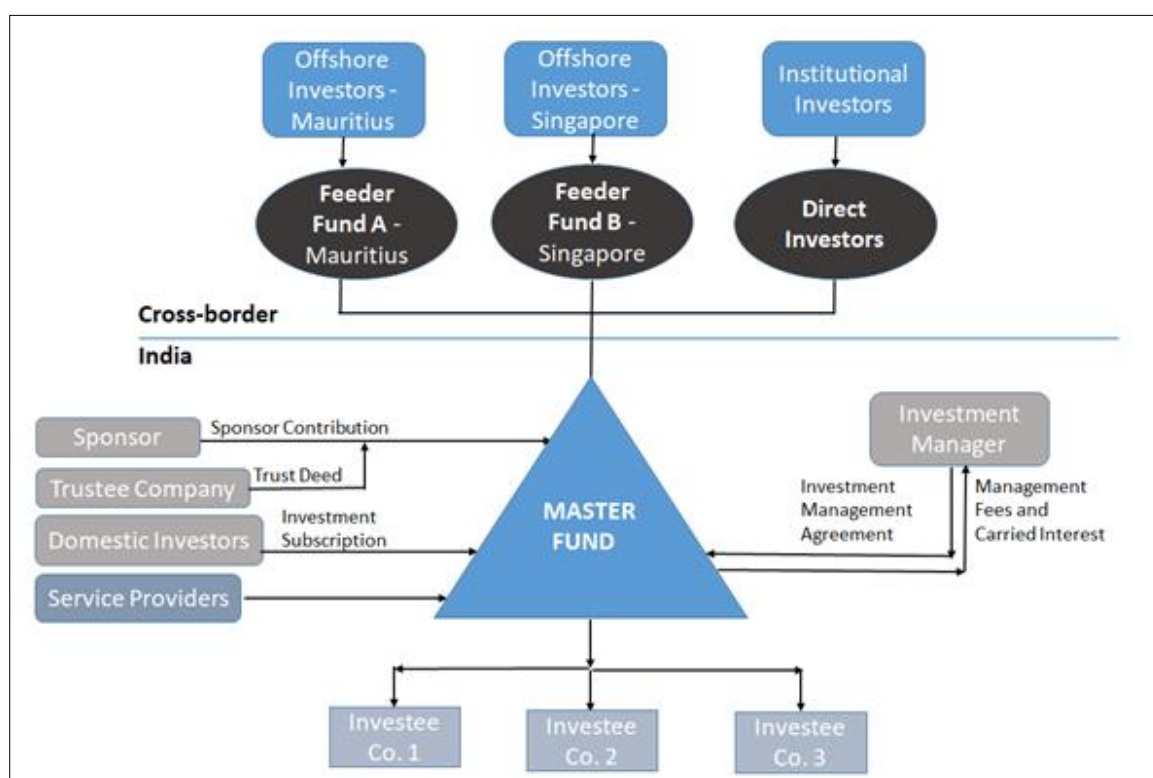 Offshore
Investors -
Mauritius
Offshore
Investors -
Singapore
Institutional
Investors
Feeder
Fund A -
Mauritius
Feeder
Fund B -
Singapore
Direct
Investors
Cross-border
India
Sponsor
Sponsor Contribution
Trustee Company
Trust Deed
Domestic Investors
Investment
Subscription
Service Providers
MASTER
FUND
Investment
Manager
Investment
Management
Agreement
Management
Fees and
Carried Interest
Investee
Co. 1
Investee
Co. 2
Investee
Co. 3